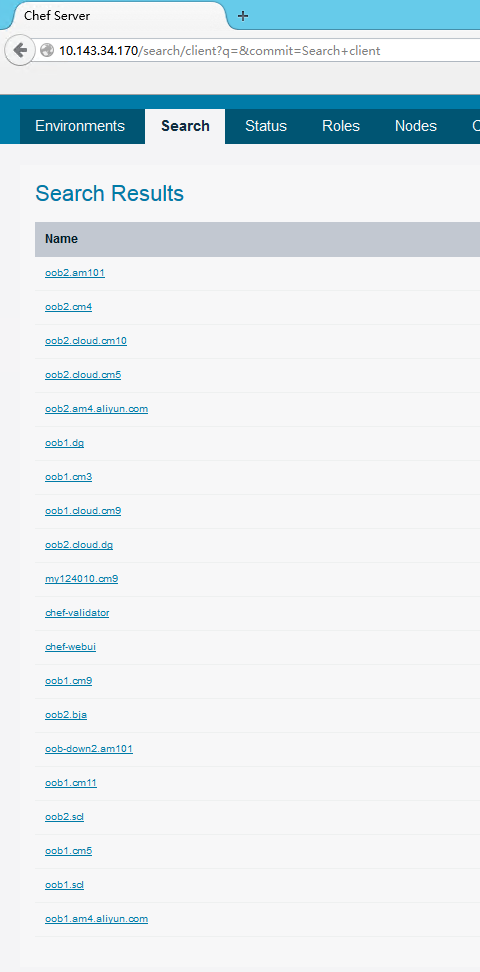 Chef Server
10.143.34.170/search/client?q=&commit=Search+client
Environments Search Status Roles Nodes
Search Results
Name
oob2.am101
oob2.cm4
oob2.cloud.cm10
oob2.cloud.cm5
oob2.am4.aliyun.com
oob1.dg
oob1.cm3
oob1.cloud.cm9
oob2.cloud.dg
my124010.cm9
chef-validator
chef-webui
oob1.cm9
oob2.bja
oob-down2.am101
oob1.cm11
oob2.scl
oob1.cm5
oob1.scl
oob1.am4.aliyun.com